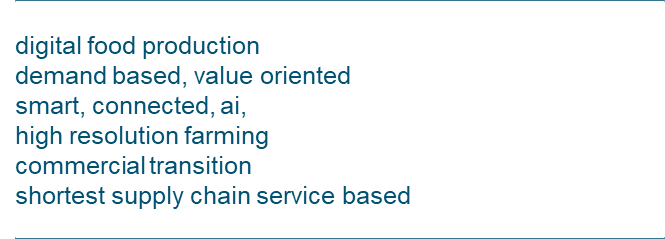 digital food production
demand based, value oriented
smart, connected, ai,
high resolution farming
commercial transition
shortest supply chain service based